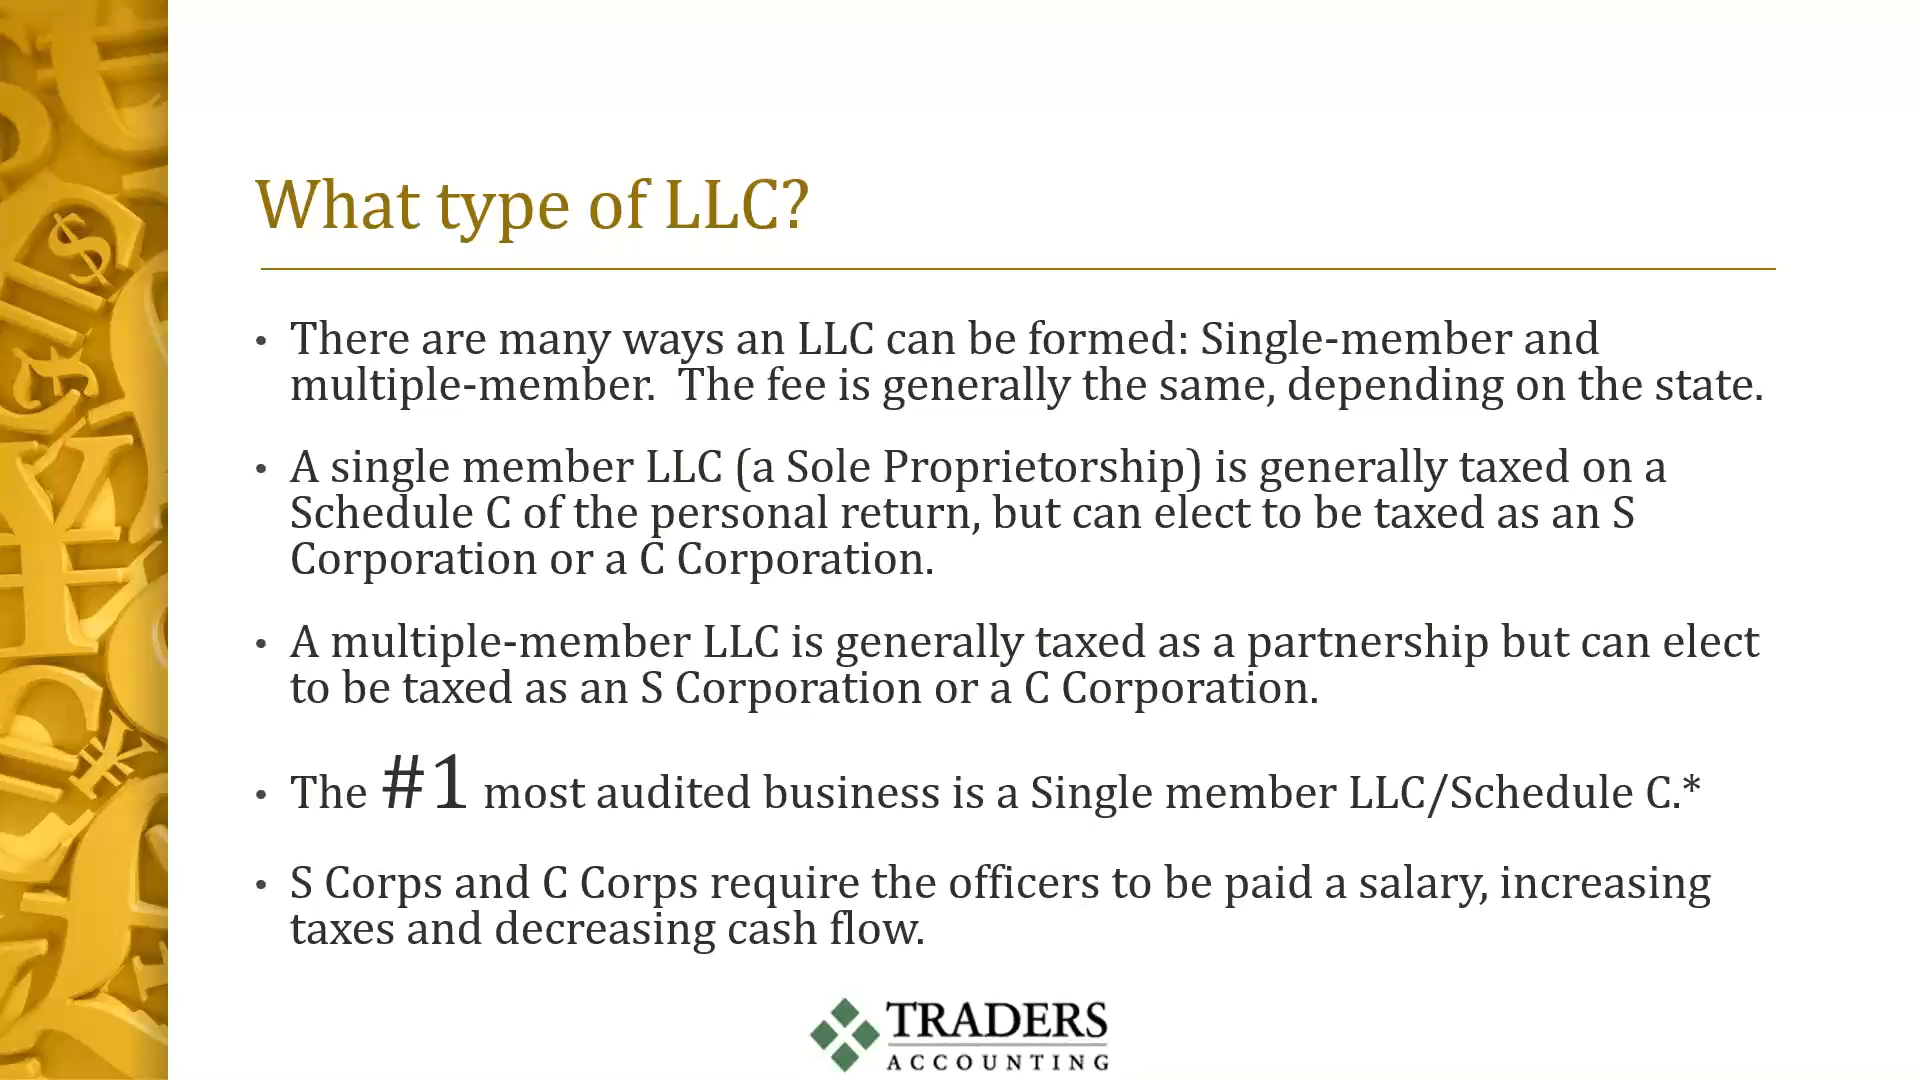 What type of LLC?
• There are many ways an LLC can be formed: Single-member and
multiple-member.  The fee is generally the same, depending on the state.
• A single member LLC (a Sole Proprietorship) is generally taxed on a
Schedule C of the personal return, but can elect to be taxed as an S
Corporation or a C Corporation.
• A multiple-member LLC is generally taxed as a partnership but can elect
to be taxed as an S Corporation or a C Corporation.
• The #1 most audited business is a Single member LLC/Schedule C.*
• S Corps and C Corps require the officers to be paid a salary, increasing
taxes and decreasing cash flow.
TRADERS
ACCOUNTING